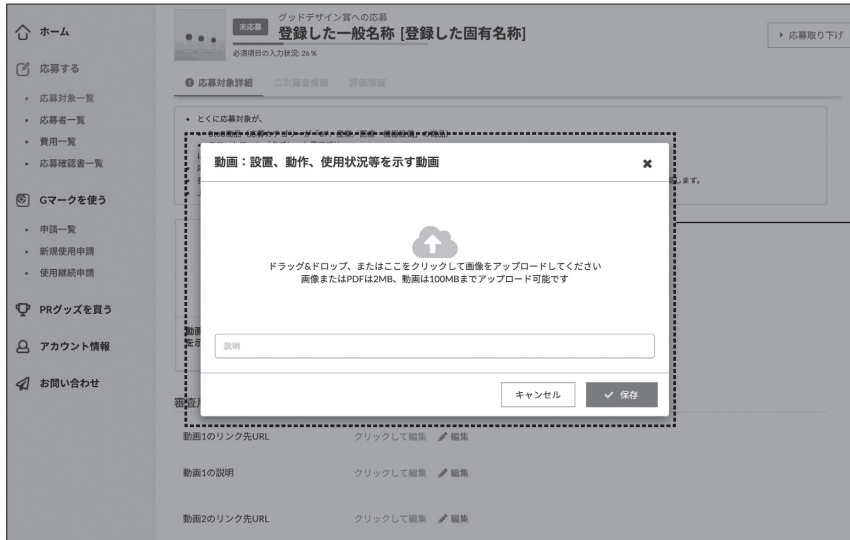 ホーム
応募する
応募対象一覧
応募者一覧
費用一覧
応募確認書一覧
Gマークを使う
申請一覧
新規使用申請
使用継続申請
PRグッズを買う
アカウント情報
お問い合わせ
グッドデザイン賞への応募
未応募 登録した一般名称 [登録した固有名称]
必須項目の入力状況: 26%
応募取り下げ
応募対象詳細 二次審査情報 評価情報
とくに応募対象が、
します。
動画：設置、動作、使用状況等を示す動画
ドラッグ&ドロップ、またはここをクリックして画像をアップロードしてください
画像またはPDFは2MB、動画は100MBまでアップロード可能です
説明
キャンセル 保存
動画1のリンク先URL クリックして編集 編集
動画1の説明 クリックして編集 編集
動画2のリンク先URL クリックして編集 編集